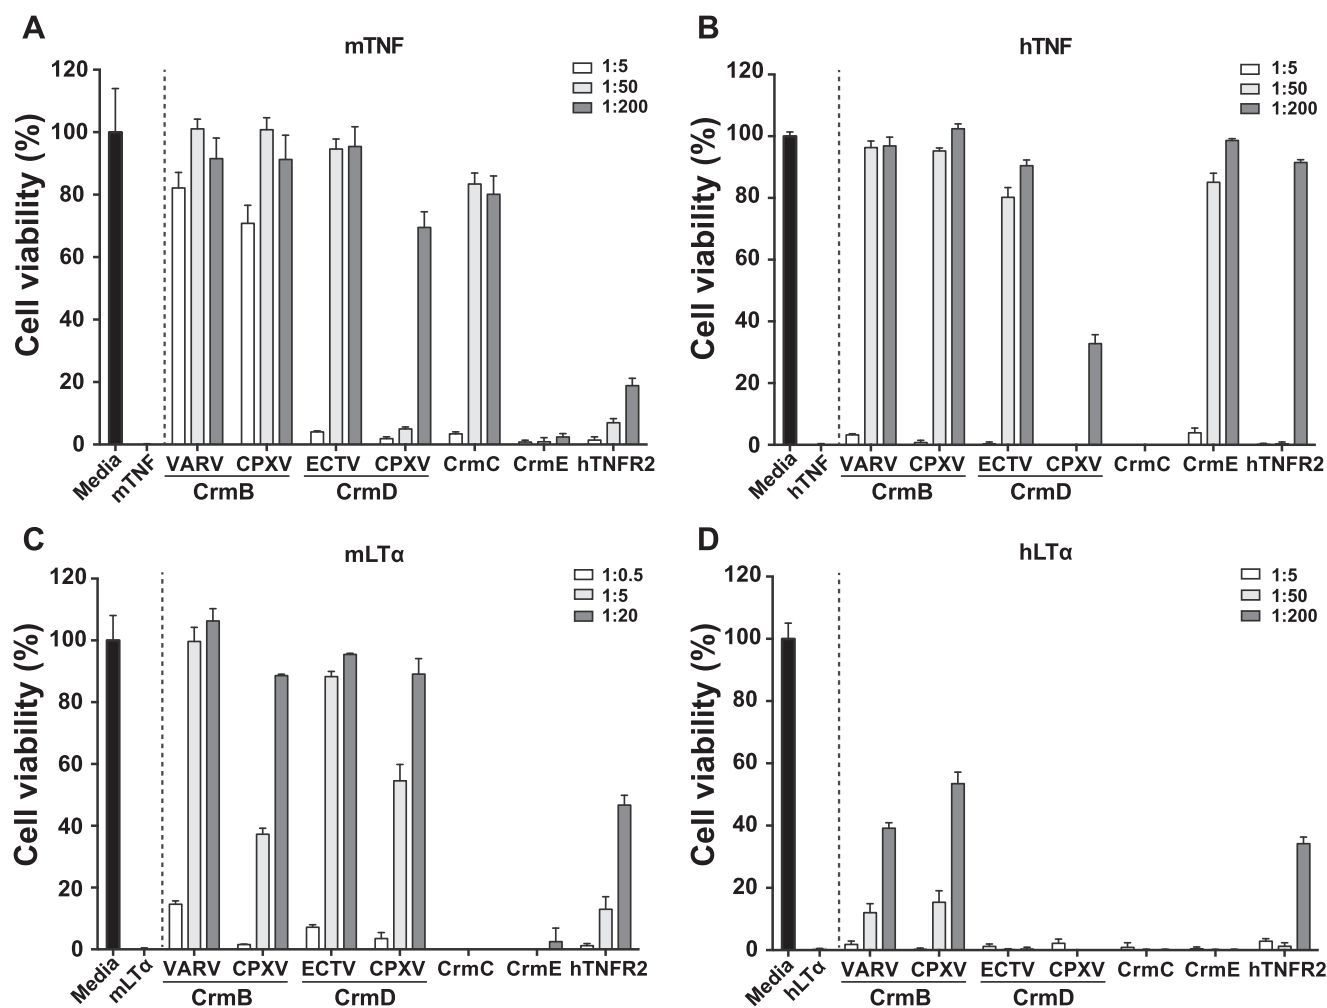 A
mTNF
1:5
1:50
1:200
Cell viability (%)
120
100
80
60
40
20
0
Media
mTNF
VARV
CPXV
ECTV
CPXV
CrmC
CrmE
hTNFR2
CrmB
CrmD
B
hTNF
1:5
1:50
1:200
Cell viability (%)
120
100
80
60
40
20
0
Media
hTNF
VARV
CPXV
ECTV
CPXV
CrmC
CrmE
hTNFR2
CrmB
CrmD
C
mLTα
1:0.5
1:5
1:20
Cell viability (%)
120
100
80
60
40
20
0
Media
mLTα
VARV
CPXV
ECTV
CPXV
CrmC
CrmE
hTNFR2
CrmB
CrmD
D
hLTα
1:5
1:50
1:200
Cell viability (%)
120
100
80
60
40
20
0
Media
hLTα
VARV
CPXV
ECTV
CPXV
CrmC
CrmE
hTNFR2
CrmB
CrmD